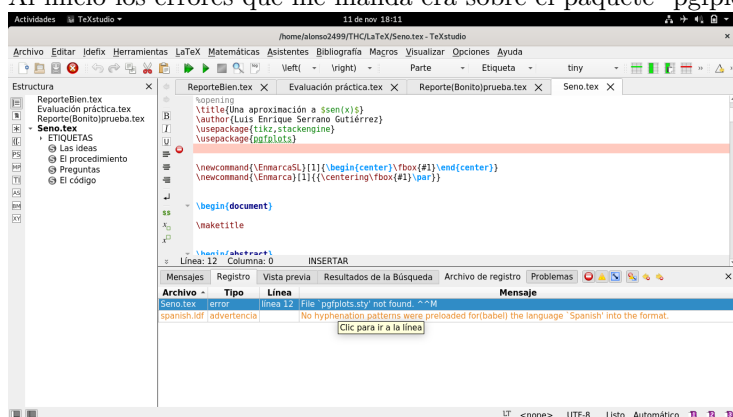 Al inicio los errores que me manda era sobre el paquete
Actividades TeXstudio 11 de nov 18:11
/home/alonso2499/THC/LaTeX/Seno.tex - TeXstudio
Archivo Editar Idefix Herramientas LaTeX Matemáticas Asistentes Bibliografía Macros Visualizar Opciones Ayuda
\left( \right) Parte Etiqueta tiny
Estructura
ReporteBien.tex Evaluación práctica.tex Reporte(Bonito)prueba.tex Seno.tex
ReporteBien.tex
Evaluación práctica.tex
Reporte(Bonito)prueba.tex
Seno.tex
ETIQUETAS
Las ideas
El procedimiento
Preguntas
El código
%opening
\title{Una aproximación a $sen(x)$}
\author{Luis Enrique Serrano Gutiérrez}
\usepackage{tikz,stackengine}
\usepackage{pgfplots}
\newcommand{\EnmarcaSL}[1]{\begin{center}\fbox{#1}\end{center}}
\newcommand{\Enmarca}[1]{{\centering\fbox{#1}\par}}
\begin{document}
\maketitle
\begin{abstract}
Línea: 12 Columna: 0 INSERTAR
Mensajes Registro Vista previa Resultados de la Búsqueda Archivo de registro Problemas
Archivo Tipo Línea Mensaje
Seno.tex error línea 12 File `pgfplots.sty' not found. ^^M
spanish.ldf advertencia No hyphenation patterns were preloaded for(babel) the language `Spanish' into the format.
Clic para ir a la línea
LT <none> UTF-8 Listo Automático